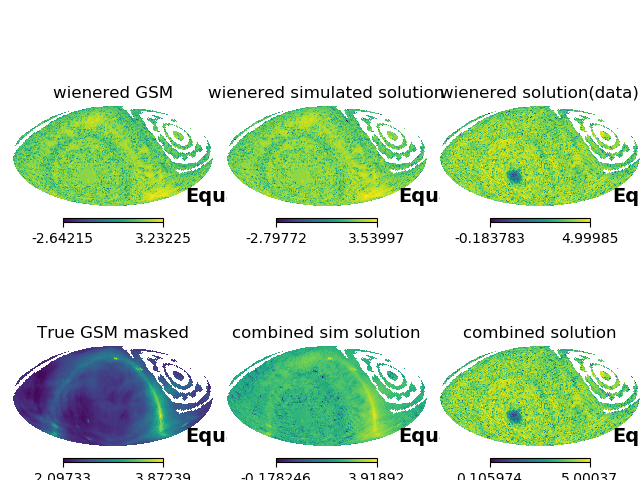 wienered GSM
wienered simulated solution
wienered solution(data)
Equ
Equ
Eq
-2.64215 3.23225
-2.79772 3.53997
-0.183783 4.99985
True GSM masked
combined sim solution
combined solution
Equ
Equ
Eq
2.09733 3.87239
-0.178246 3.91892
0.105974 5.00037